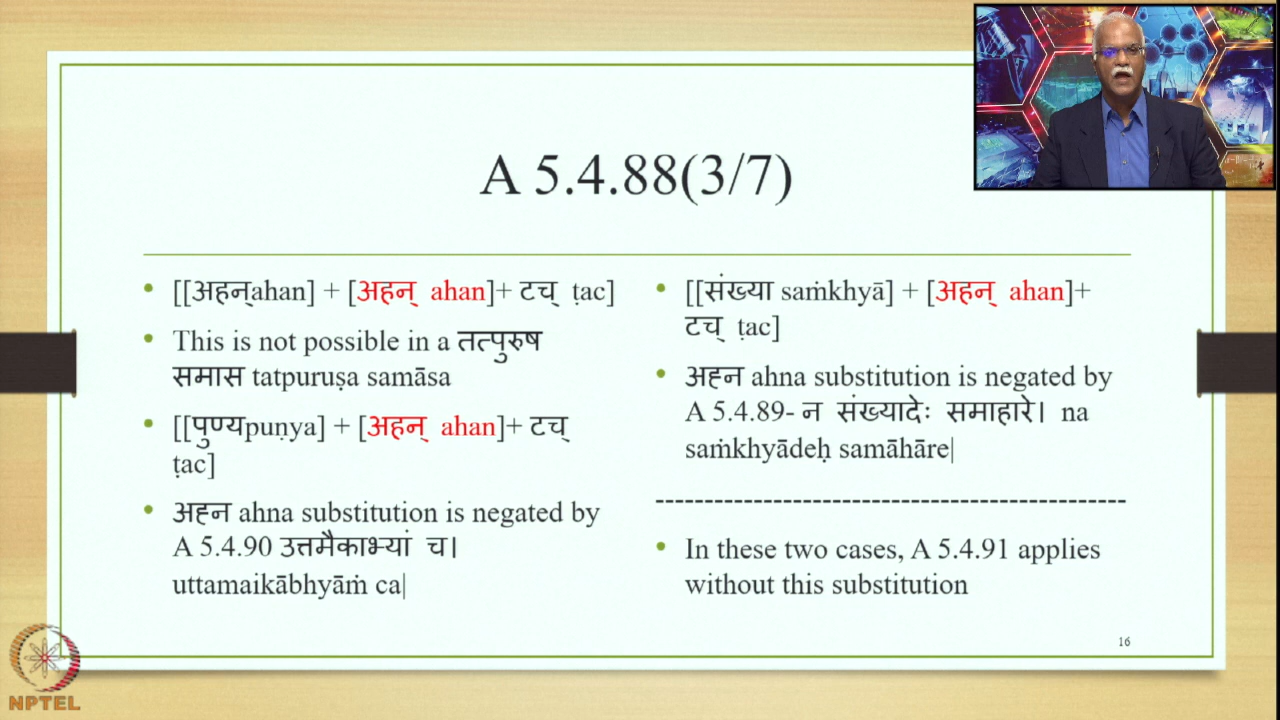 A 5.4.88(3/7)
• [[अहन्ahan] + [अहन् ahan]+ टच् ṭac]
• This is not possible in a तत्पुरुष
समास tatpuruṣa samāsa
• [[पुण्यpuṇya] + [अहन् ahan]+ टच्
ṭac]
• अह्न ahna substitution is negated by
A 5.4.90 उत्तमैकाभ्यां च।
uttamaikābhyāṁ ca|
• [[संख्या saṁkhyā] + [अहन् ahan]+
टच् ṭac]
• अह्न ahna substitution is negated by
A 5.4.89- न संख्यादेः समाहारे। na
saṁkhyādeḥ samāhāre|
-----------------------------------------------
• In these two cases, A 5.4.91 applies
without this substitution
16
NPTEL